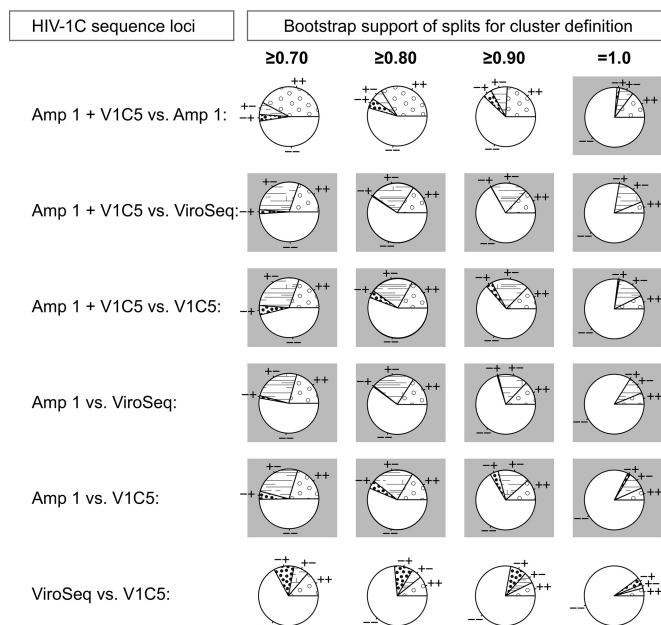 HIV-1C sequence loci
Bootstrap support of splits for cluster definition
≥0.70 ≥0.80 ≥0.90 =1.0
Amp 1 + V1C5 vs. Amp 1:
++ +− −+ −−
++ +− −+ −−
++ +− −+ −−
++ +− −+ −−
Amp 1 + V1C5 vs. ViroSeq:
++ +− −+ −−
++ +− −+ −−
++ +− −+ −−
++ +− −−
Amp 1 + V1C5 vs. V1C5:
++ +− −+ −−
++ +− −+ −−
++ +− −+ −−
++ +− −+ −−
Amp 1 vs. ViroSeq:
++ +− −+ −−
++ +− −+ −−
++ +− −+ −−
++ +− −+ −−
Amp 1 vs. V1C5:
++ +− −+ −−
++ +− −+ −−
++ +− −+ −−
++ +− −+ −−
ViroSeq vs. V1C5:
−+ +− ++
−+ +− ++ −−
−+ +− ++ −−
−+ +− ++ −−